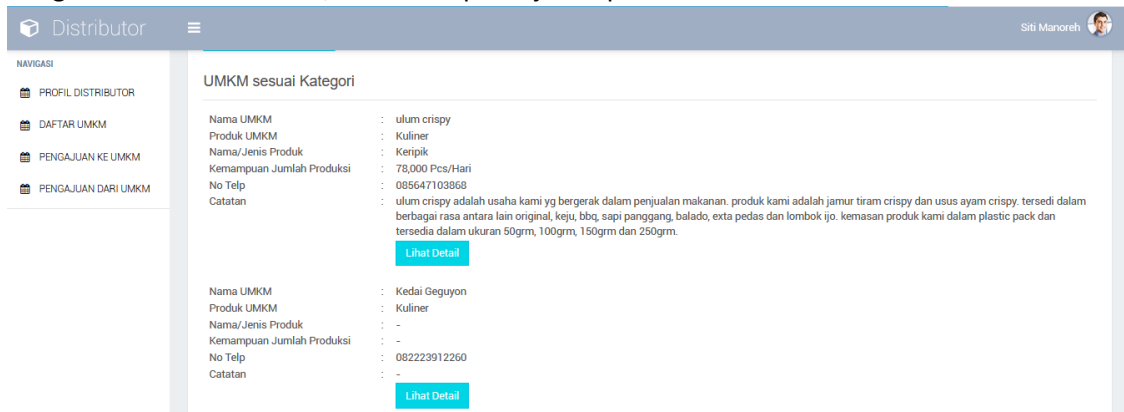 Distributor
Siti Manoreh
NAVIGASI
PROFIL DISTRIBUTOR
DAFTAR UMKM
PENGAJUAN KE UMKM
PENGAJUAN DARI UMKM
UMKM sesuai Kategori
Nama UMKM : ulum crispy
Produk UMKM : Kuliner
Nama/Jenis Produk : Keripik
Kemampuan Jumlah Produksi : 78,000 Pcs/Hari
No Telp : 085647103868
Catatan : ulum crispy adalah usaha kami yg bergerak dalam penjualan makanan. produk kami adalah jamur tiram crispy dan usus ayam crispy. tersedi dalam
berbagai rasa antara lain original, keju, bbq, sapi panggang, balado, exta pedas dan lombok ijo. kemasan produk kami dalam plastic pack dan
tersedia dalam ukuran 50grm, 100grm, 150grm dan 250grm.
Lihat Detail
Nama UMKM : Kedai Geguyon
Produk UMKM : Kuliner
Nama/Jenis Produk : -
Kemampuan Jumlah Produksi : -
No Telp : 082223912260
Catatan : -
Lihat Detail